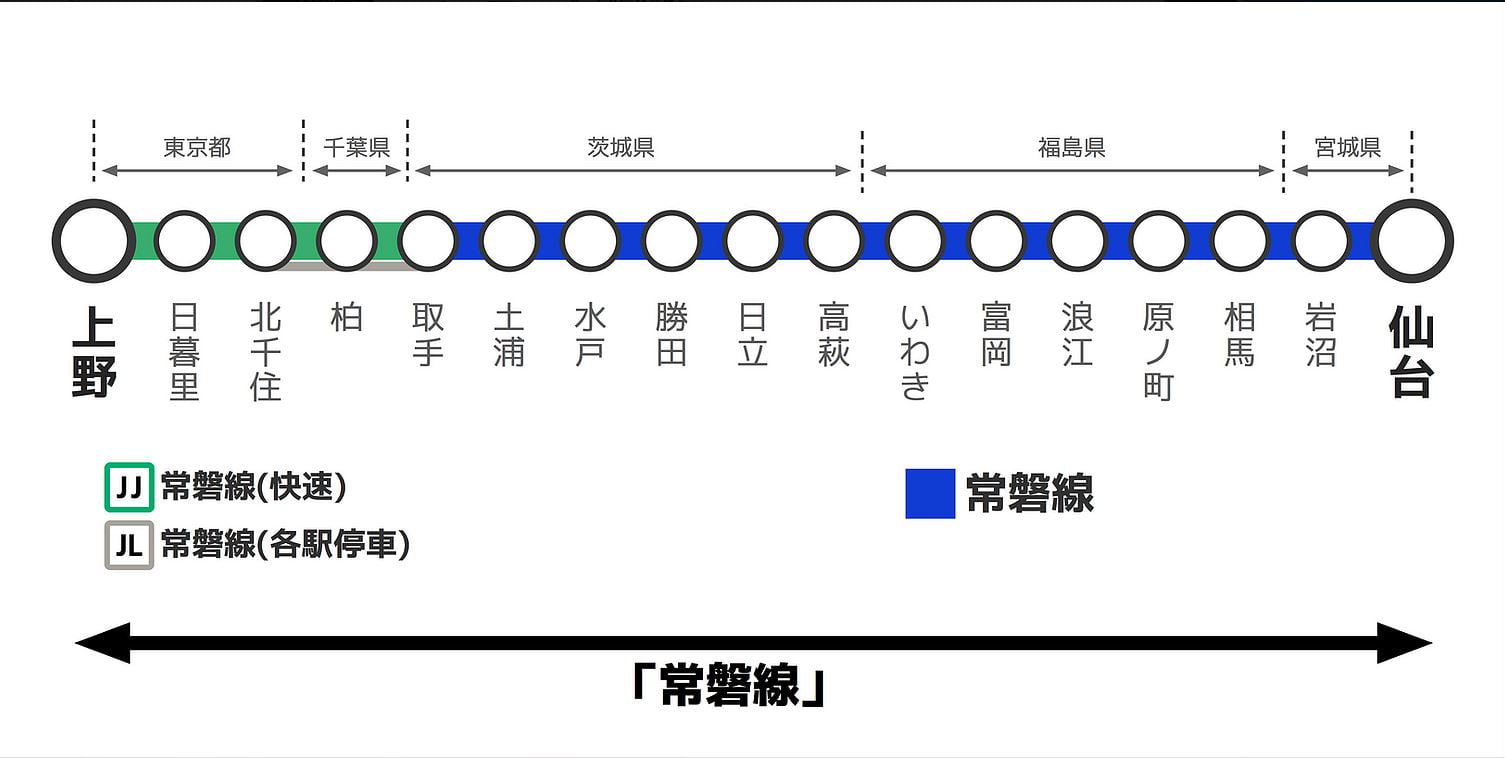 東京都
千葉県
茨城県
福島県
宮城県
上野
日暮里
北千住
柏
取手
土浦
水戸
勝田
日立
高萩
いわき
富岡
浪江
原ノ町
相馬
岩沼
仙台
JJ 常磐線(快速)
JL 常磐線(各駅停車)
常磐線
「常磐線」